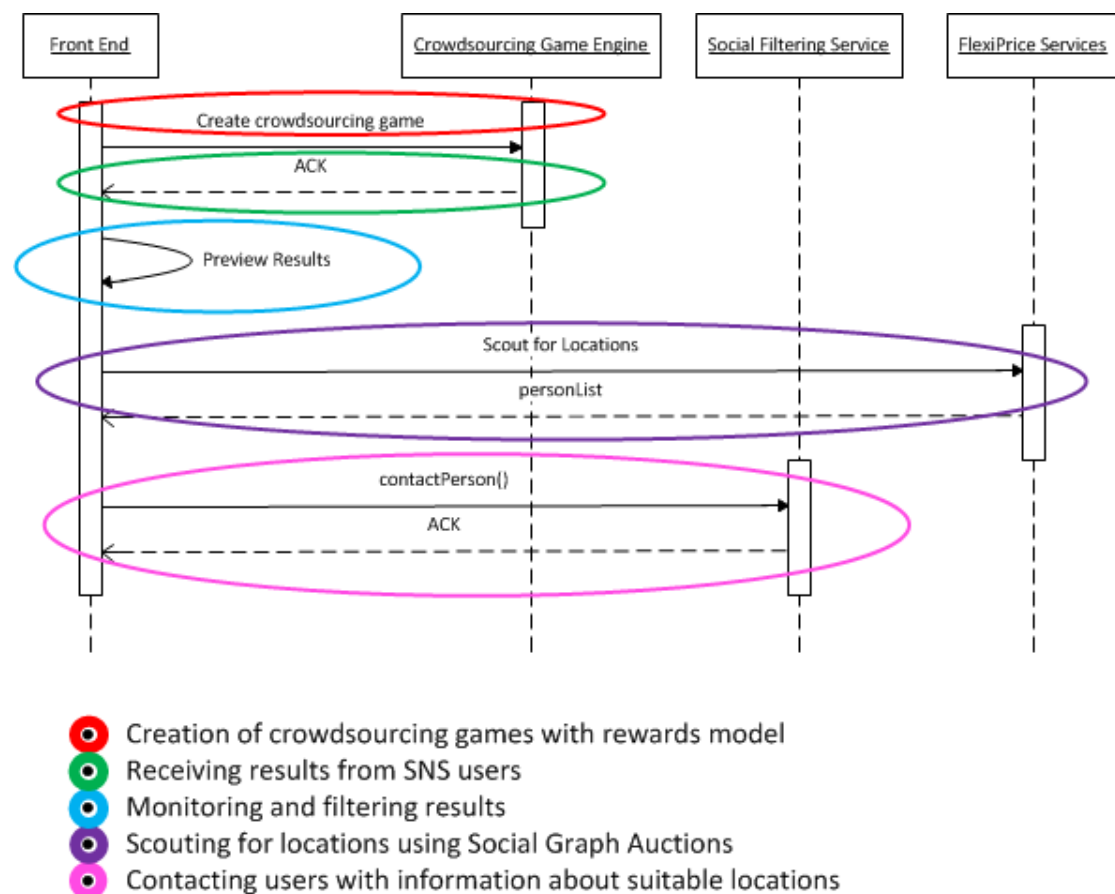 Front End
Crowdsourcing Game Engine
Social Filtering Service
FlexiPrice Services
Create crowdsourcing game
ACK
Preview Results
Scout for Locations
personList
contactPerson()
ACK
Creation of crowdsourcing games with rewards model
Receiving results from SNS users
Monitoring and filtering results
Scouting for locations using Social Graph Auctions
Contacting users with information about suitable locations